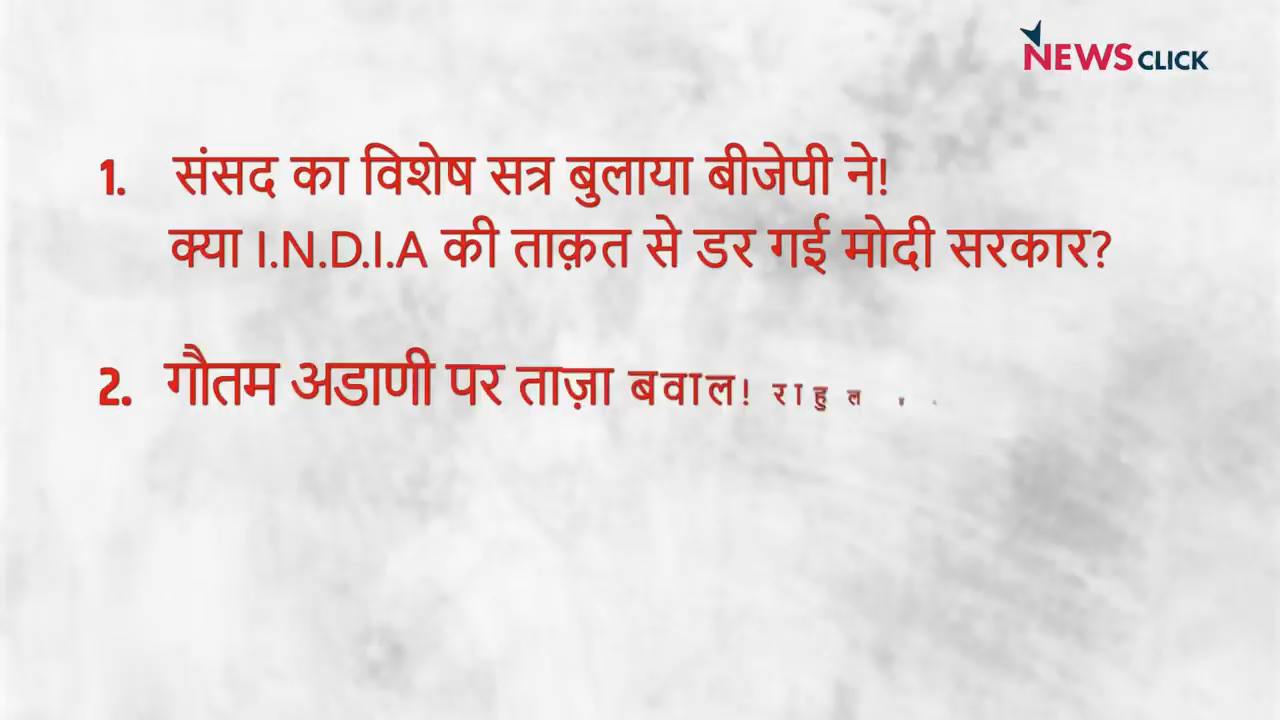 NEWS CLICK
1. संसद का विशेष सत्र बुलाया बीजेपी ने!
क्या I.N.D.I.A की ताक़त से डर गई मोदी सरकार?
2. गौतम अडाणी पर ताज़ा बवाल! राहुल